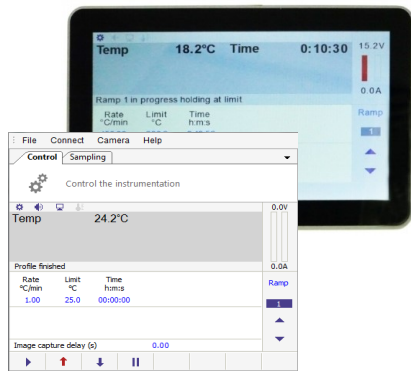 Temp 18.2°C Time 0:10:30 15.2V
0.0A
Ramp 1 in progress holding at limit
Rate Limit Time Ramp
°C/min °C h:m:s
1
File Connect Camera Help
Control Sampling
Control the instrumentation
0.0V
Temp 24.2°C
Profile finished 0.0A
Rate Limit Time Ramp
°C/min °C h:m:s
1.00 25.0 00:00:00
1
Image capture delay (s) 0.00